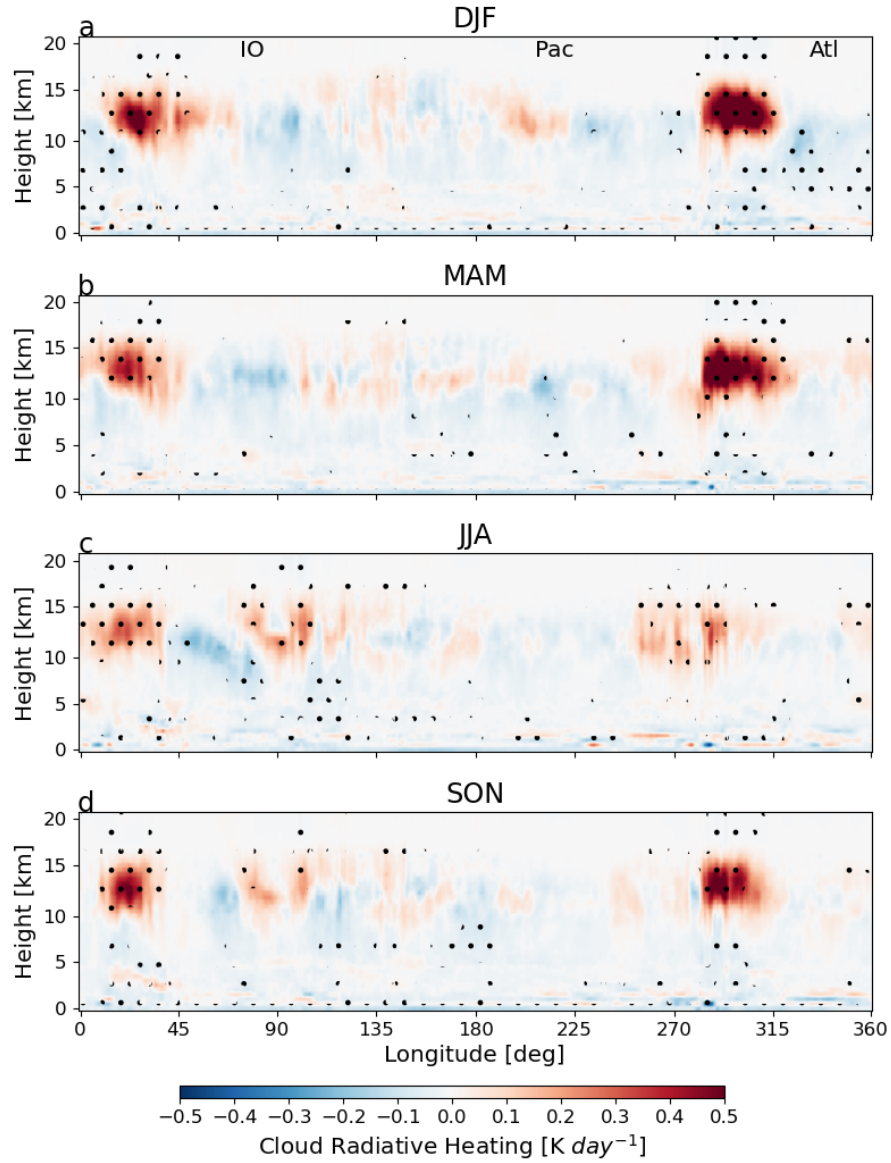 a
DJF
IO
Pac
Atl
20
15
10
5
0
Height [km]
b
MAM
20
15
10
5
0
Height [km]
c
JJA
20
15
10
5
0
Height [km]
d
SON
20
15
10
5
0
Height [km]
0 45 90 135 180 225 270 315 360
Longitude [deg]
−0.5 −0.4 −0.3 −0.2 −0.1 0.0 0.1 0.2 0.3 0.4 0.5
Cloud Radiative Heating [K day⁻¹]